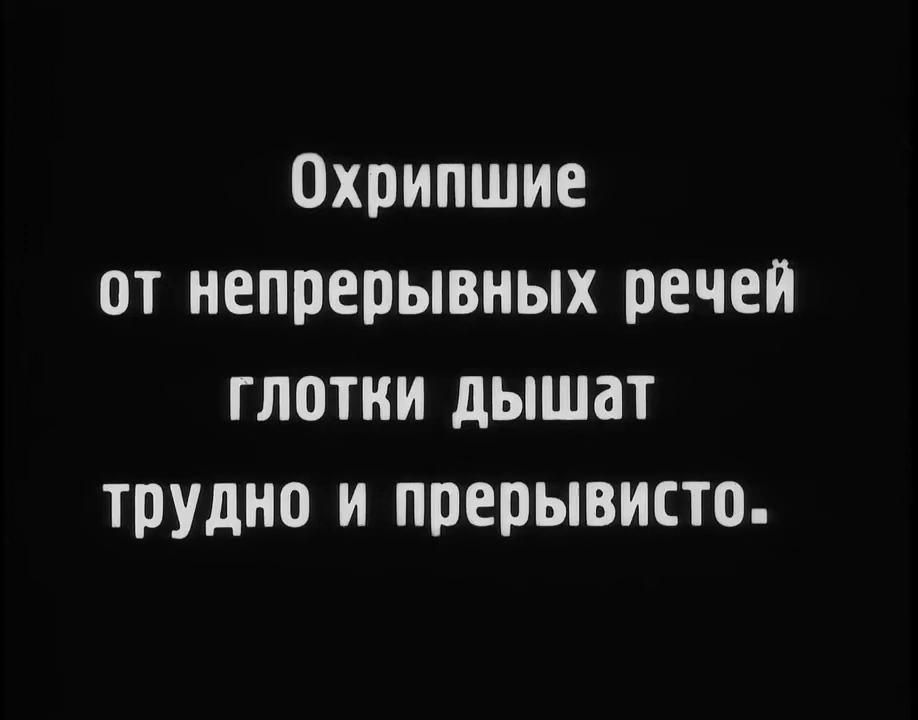 Охрипшие
от непрерывных речей
глотки дышат
трудно и прерывисто.